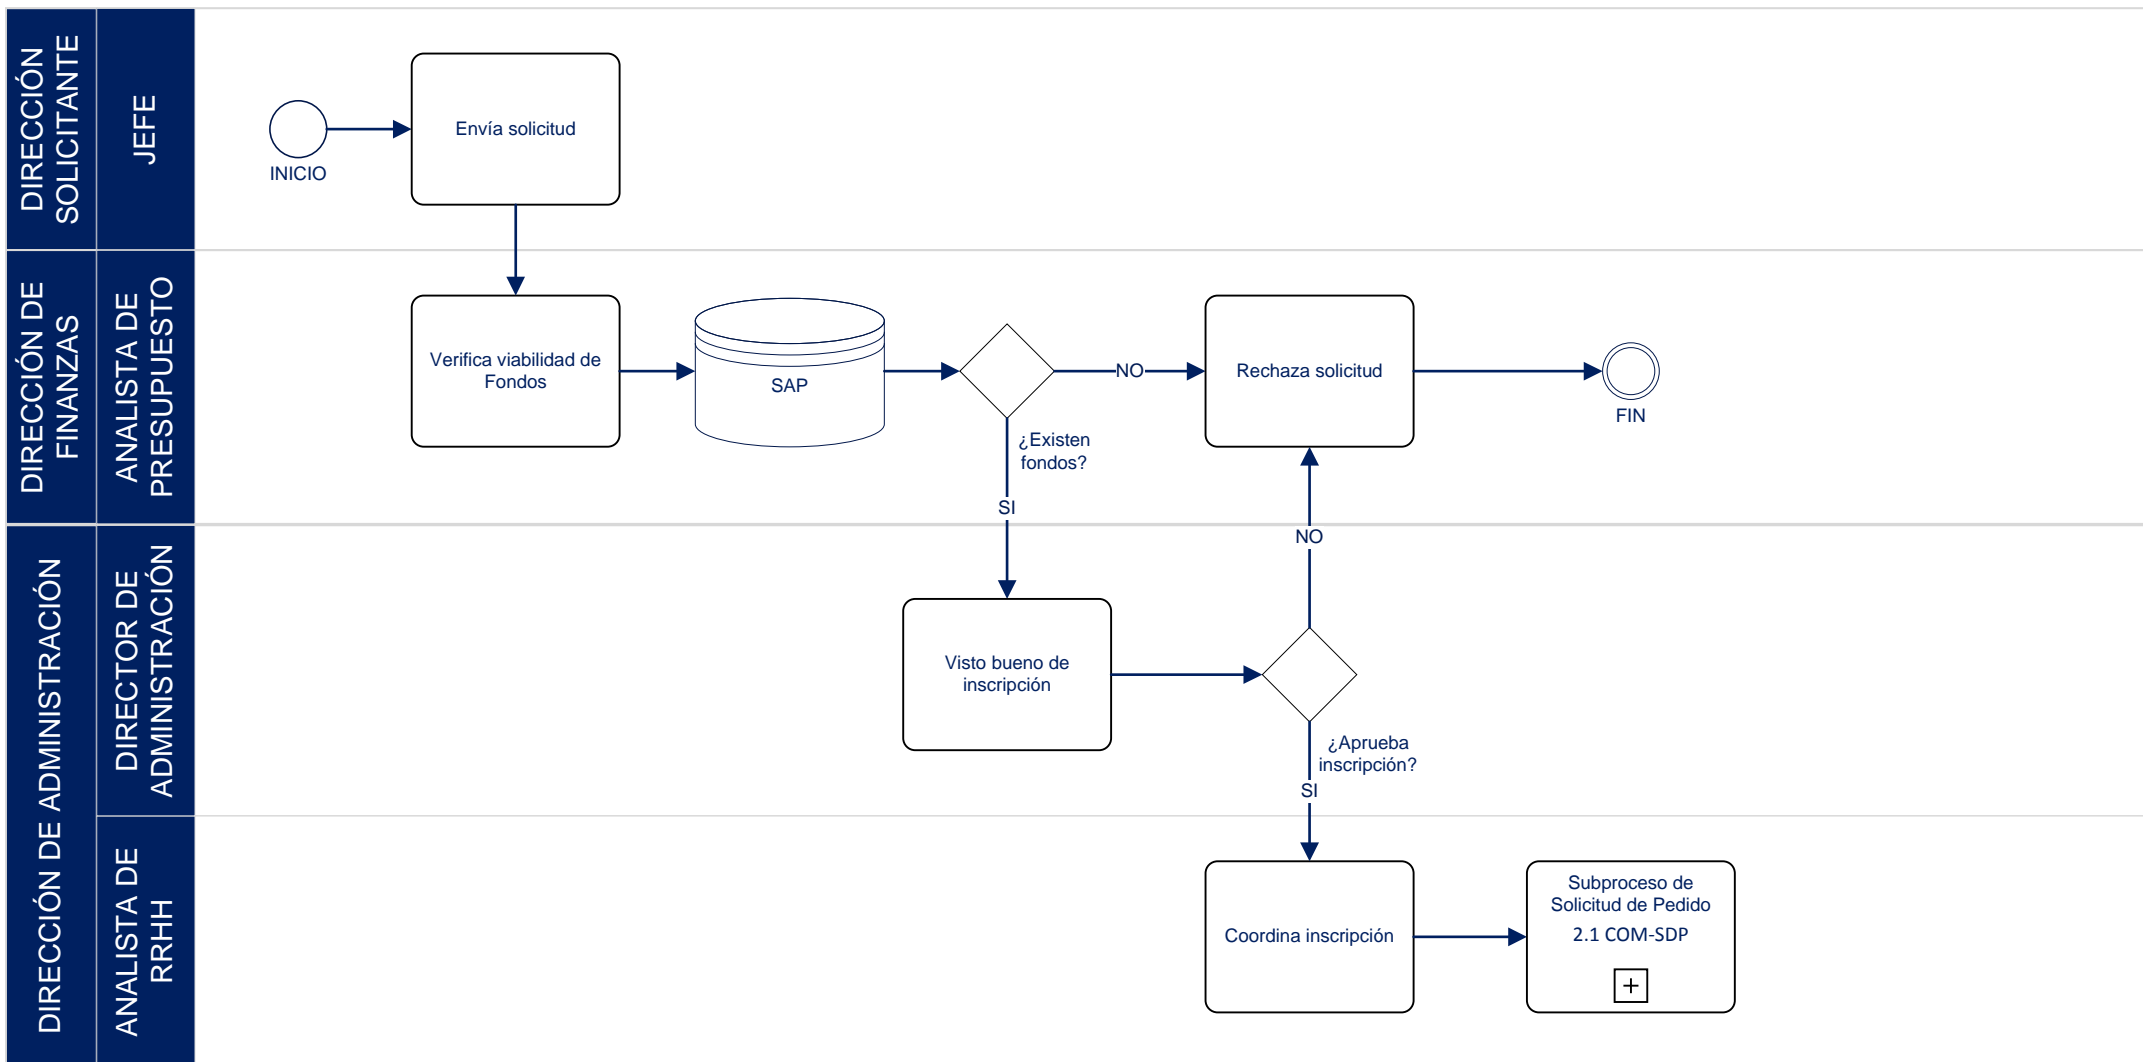 DIRECCIÓN
SOLICITANTE
JEFE
INICIO
Envía solicitud
DIRECCIÓN DE
FINANZAS
ANALISTA DE
PRESUPUESTO
Verifica viabilidad de
Fondos
SAP
¿Existen
fondos?
NO
SI
Rechaza solicitud
FIN
DIRECCIÓN DE ADMINISTRACIÓN
DIRECTOR DE
ADMINISTRACIÓN
Visto bueno de
inscripción
NO
¿Aprueba
inscripción?
SI
ANALISTA DE
RRHH
Coordina inscripción
Subproceso de
Solicitud de Pedido
2.1 COM-SDP